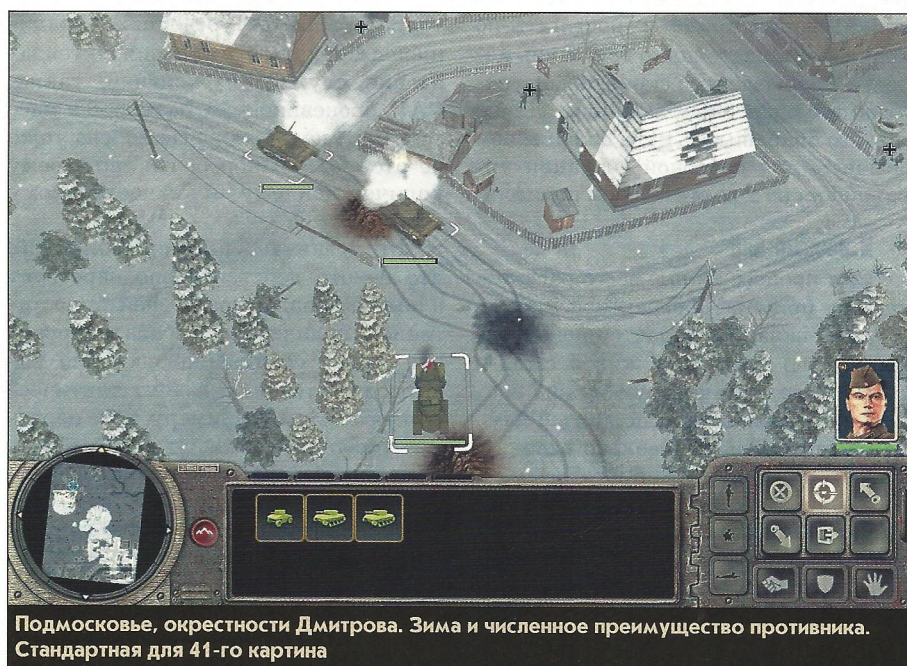 Подмосковье, окрестности Дмитрова. Зима и численное преимущество противника.
Стандартная для 41-го картина